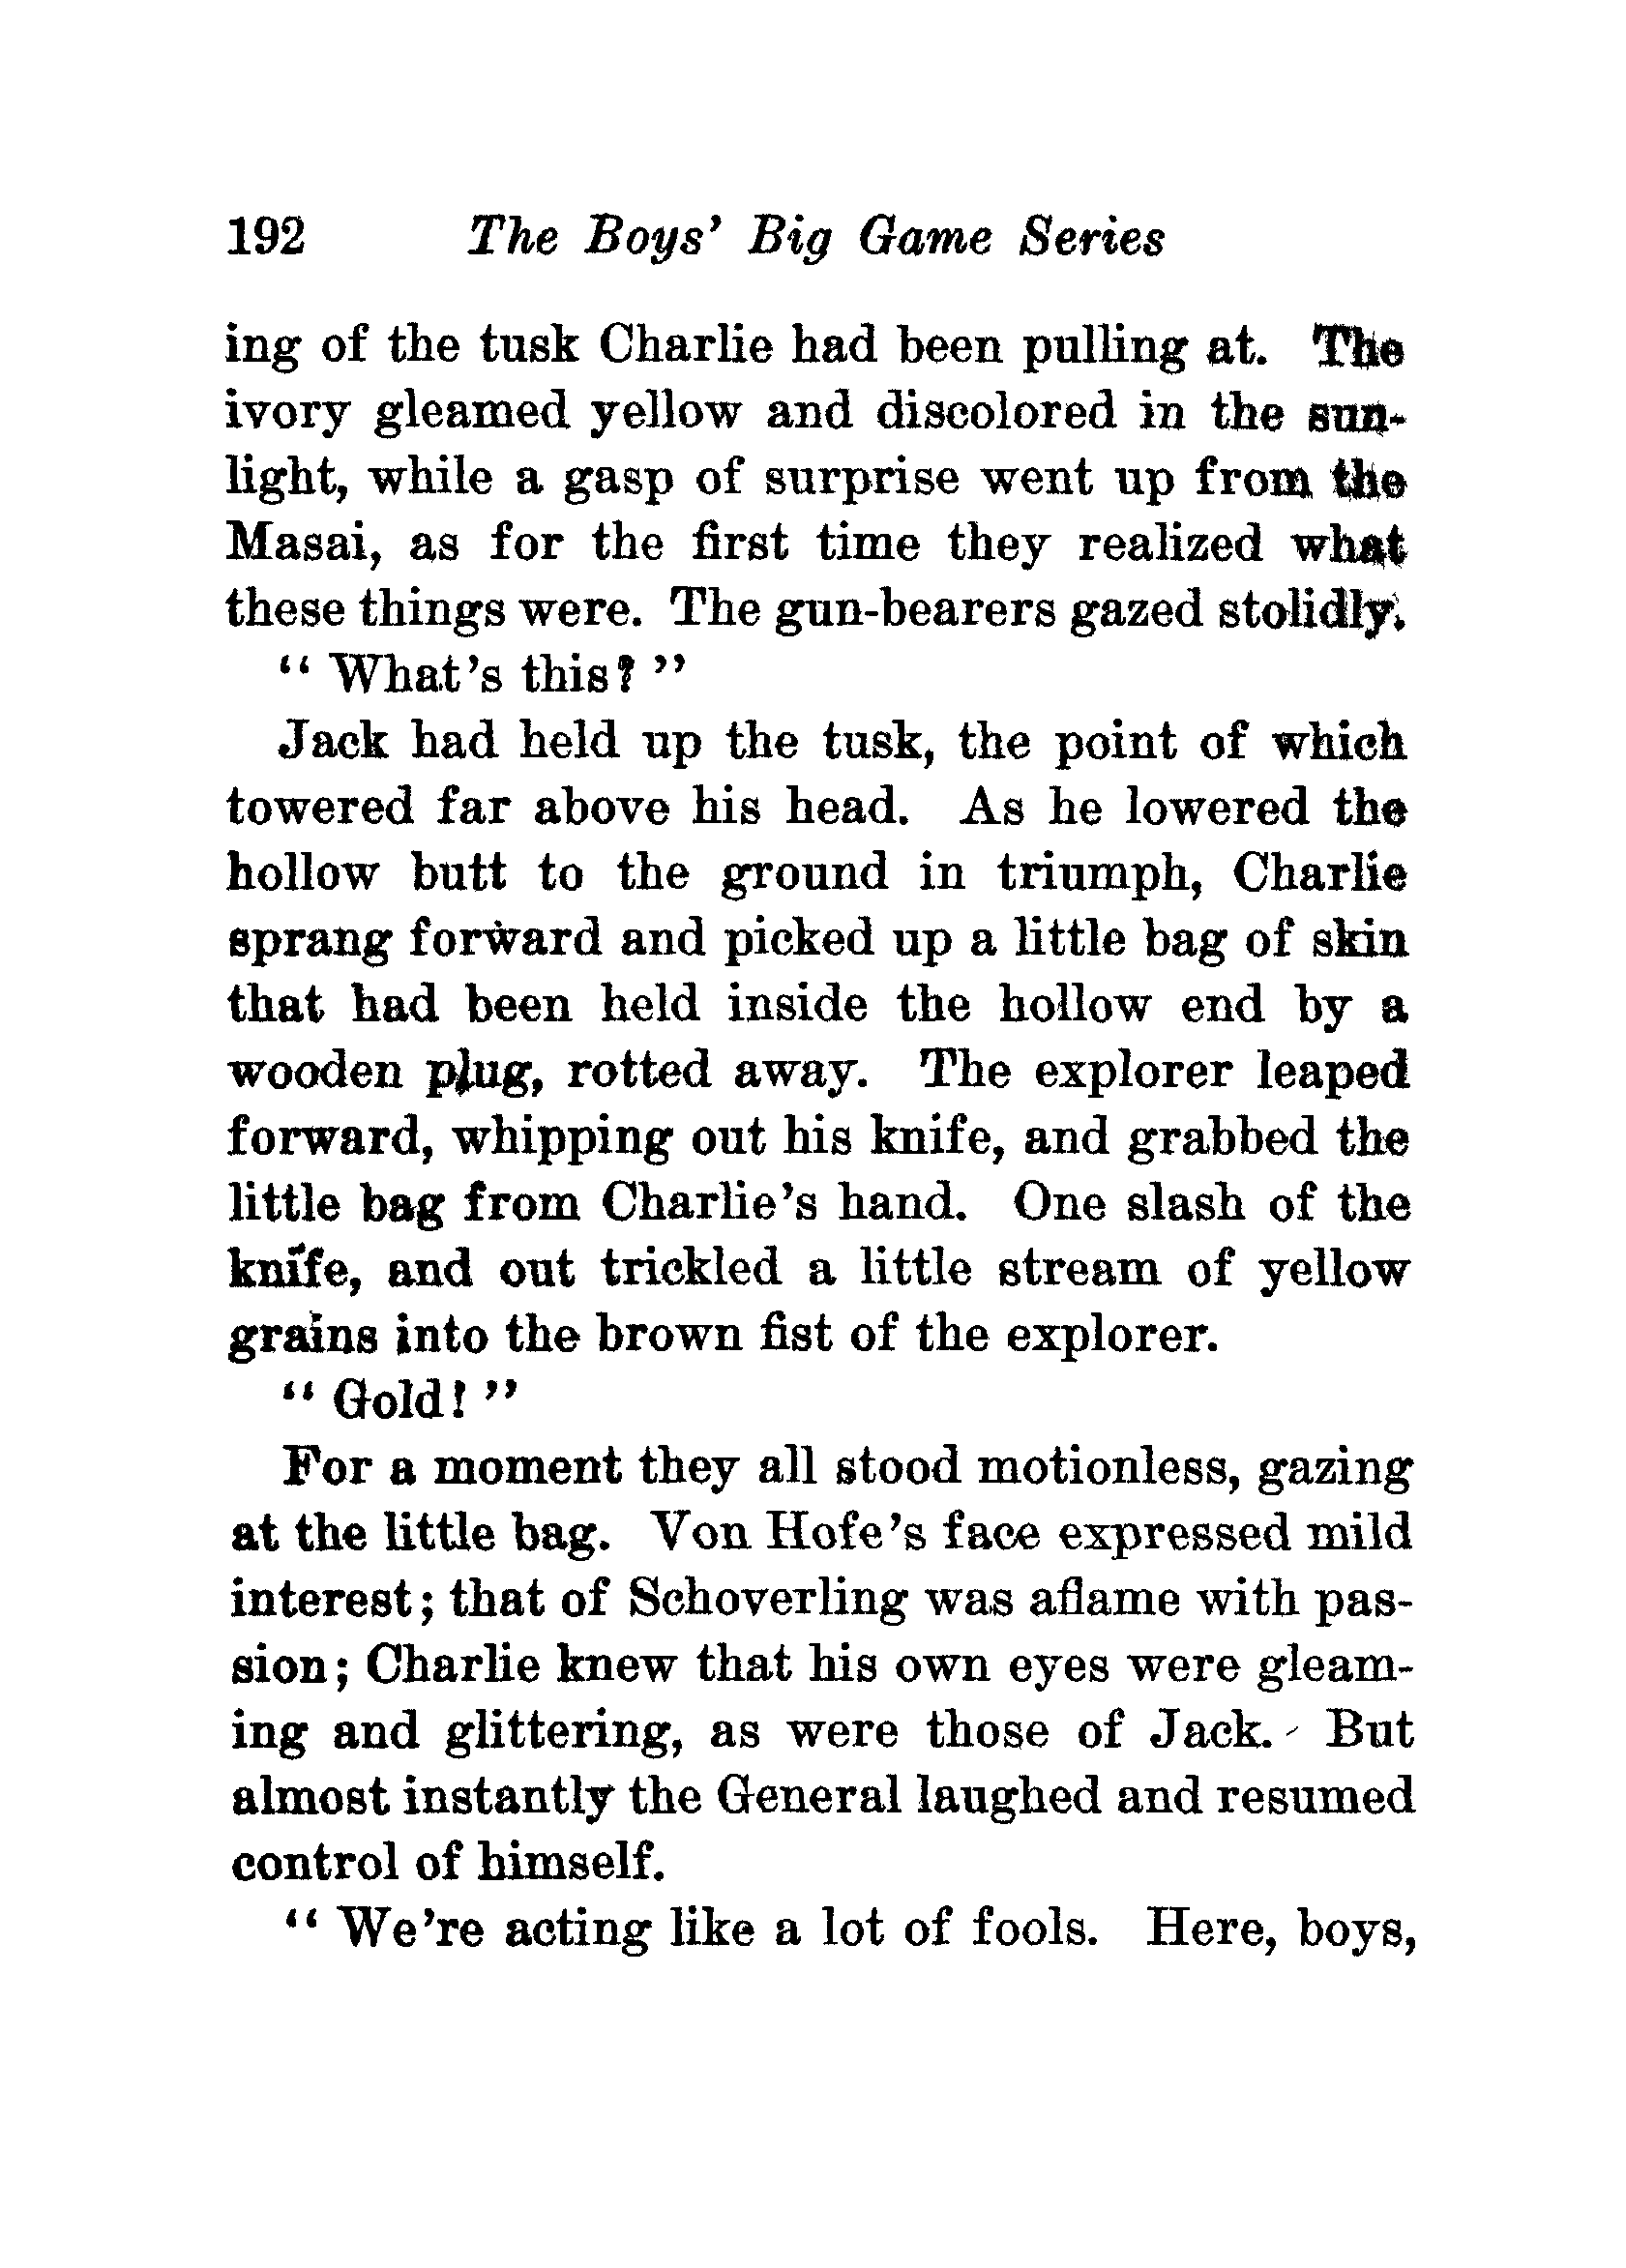 192 The Boys' Big Game Series
ing of the tusk Charlie had been pulling at. The
ivory gleamed yellow and discolored in the sun-
light, while a gasp of surprise went up from the
Masai, as for the first time they realized what
these things were. The gun-bearers gazed stolidly.
"What's this?"
Jack had held up the tusk, the point of which
towered far above his head. As he lowered the
hollow butt to the ground in triumph, Charlie
sprang forward and picked up a little bag of skin
that had been held inside the hollow end by a
wooden plug, rotted away. The explorer leaped
forward, whipping out his knife, and grabbed the
little bag from Charlie's hand. One slash of the
knife, and out trickled a little stream of yellow
grains into the brown fist of the explorer.
"Gold!"
For a moment they all stood motionless, gazing
at the little bag. Von Hofe's face expressed mild
interest; that of Schoverling was aflame with pas-
sion; Charlie knew that his own eyes were gleam-
ing and glittering, as were those of Jack. But
almost instantly the General laughed and resumed
control of himself.
"We're acting like a lot of fools. Here, boys,